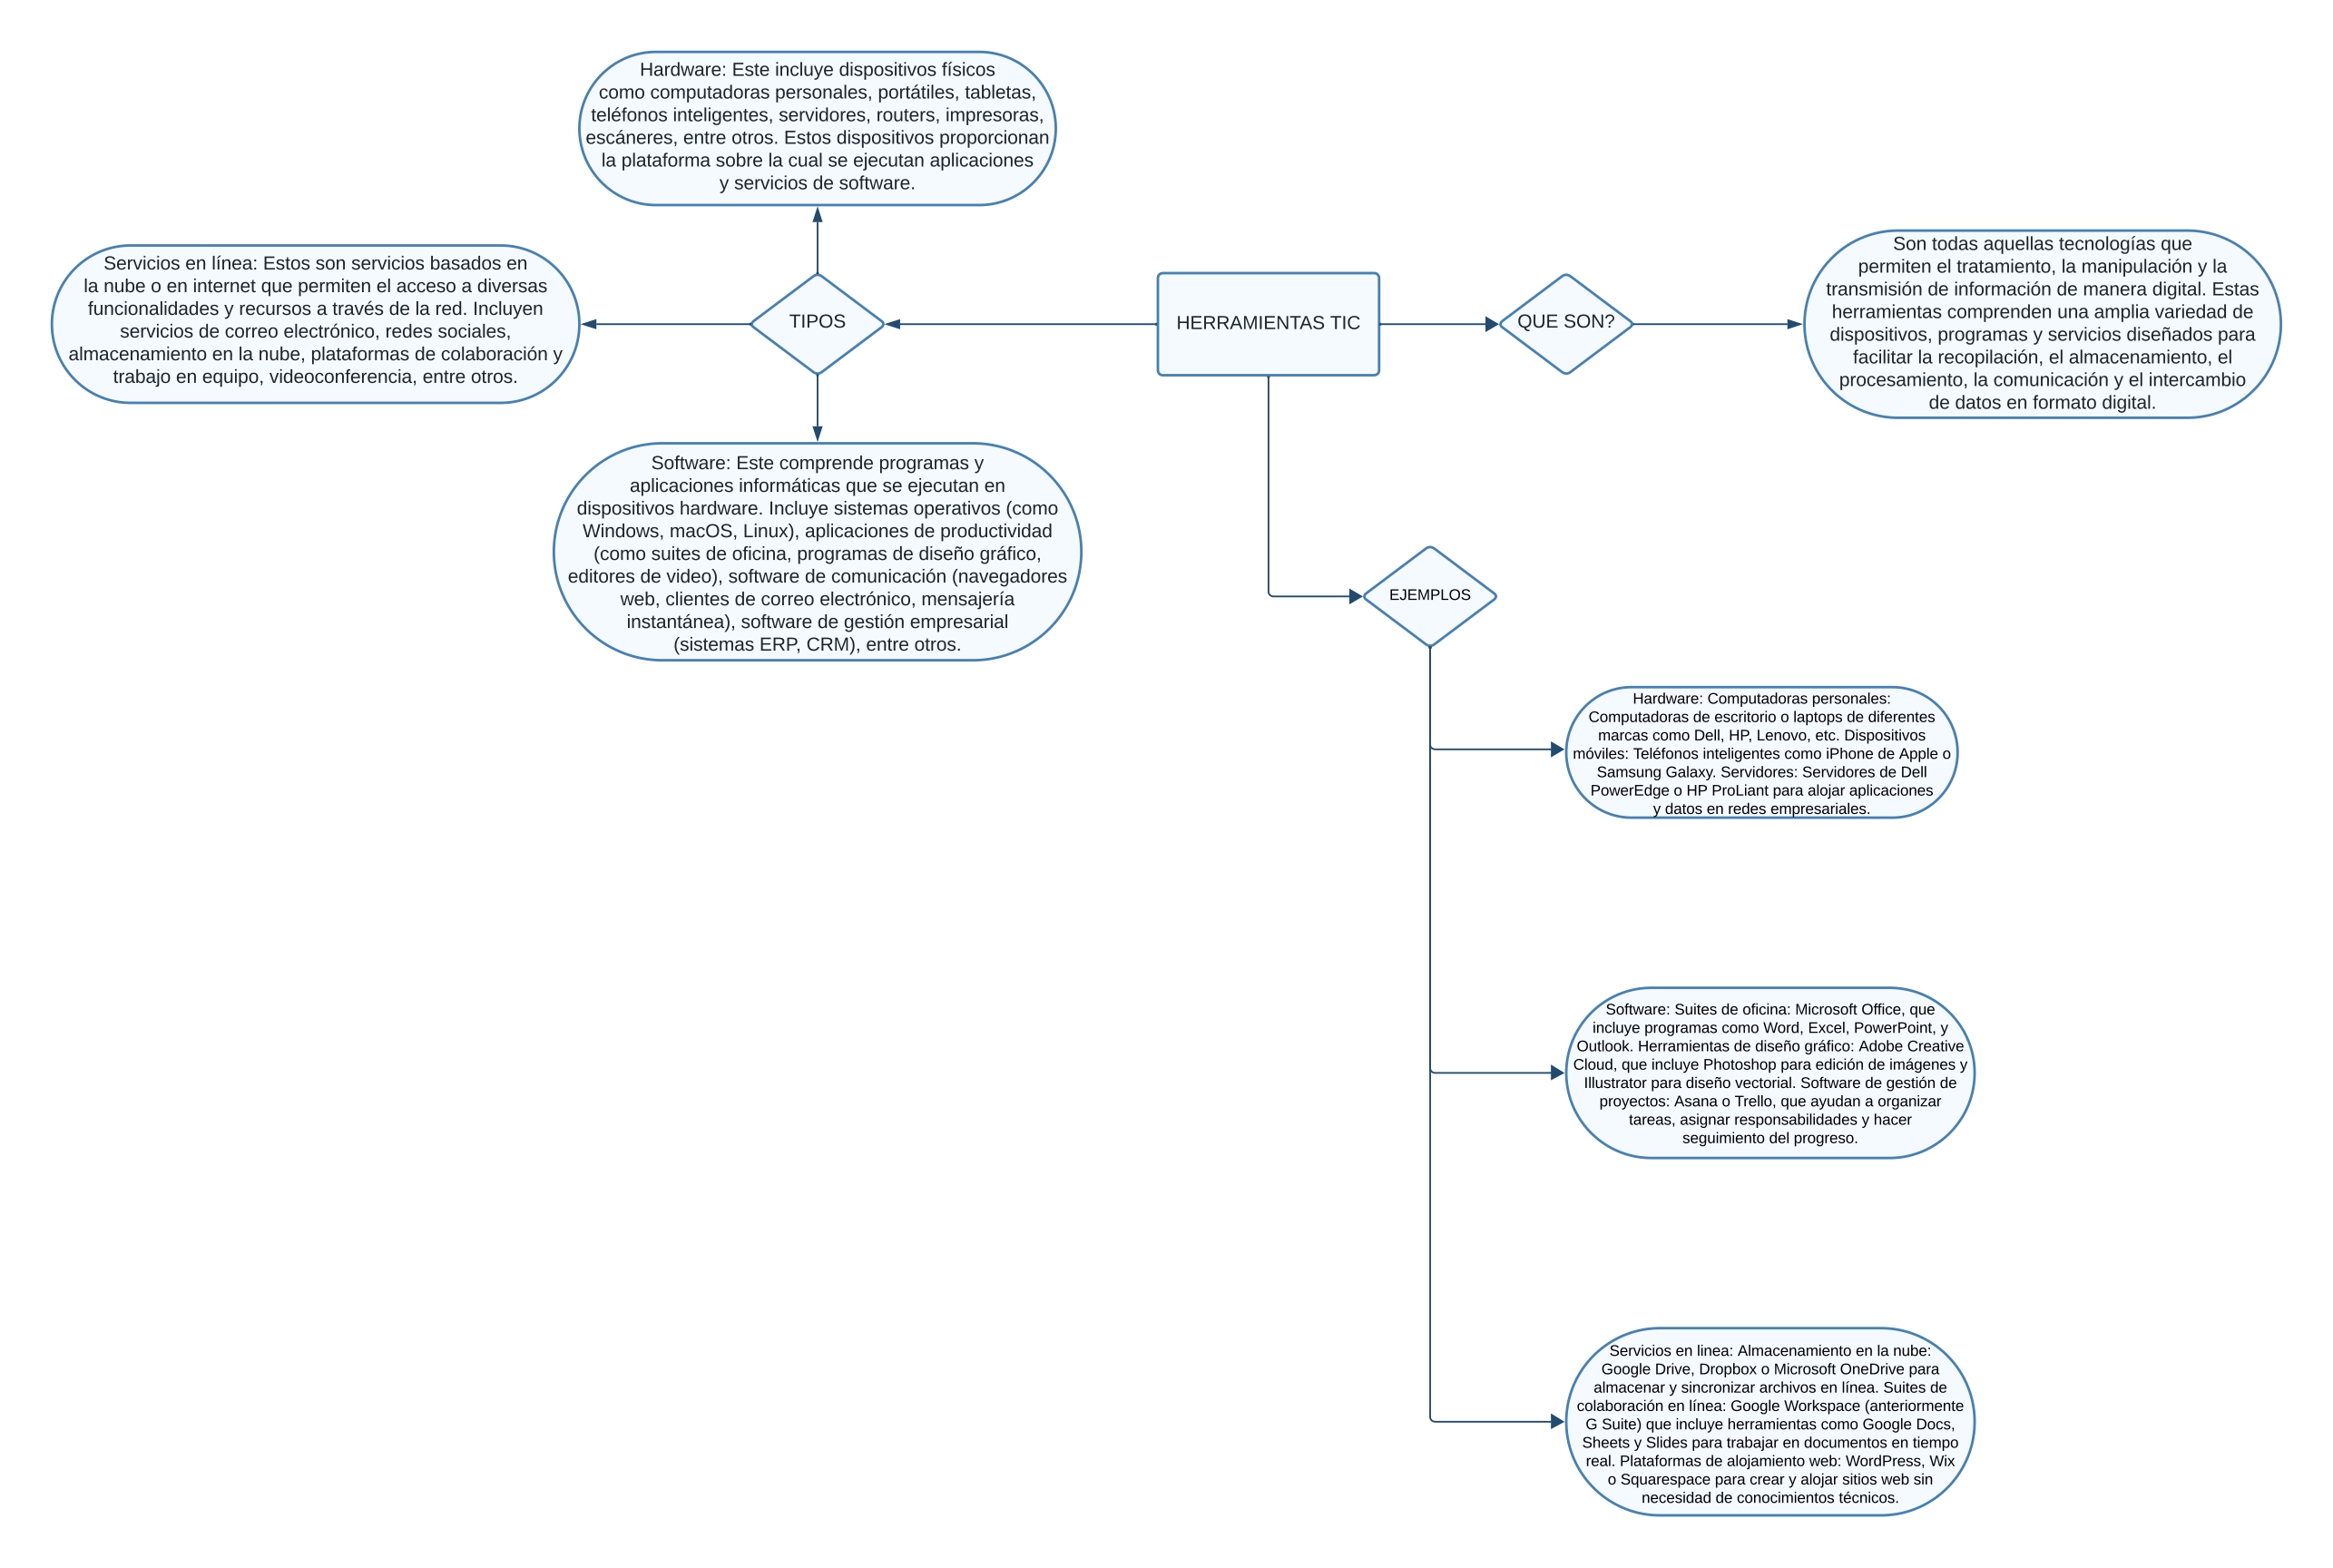 Hardware: Este incluye dispositivos físicos
como computadoras personales, portátiles, tabletas,
teléfonos inteligentes, servidores, routers, impresoras,
escáneres, entre otros. Estos dispositivos proporcionan
la plataforma sobre la cual se ejecutan aplicaciones
y servicios de software.
Servicios en línea: Estos son servicios basados en
la nube o en internet que permiten el acceso a diversas
funcionalidades y recursos a través de la red. Incluyen
servicios de correo electrónico, redes sociales,
almacenamiento en la nube, plataformas de colaboración y
trabajo en equipo, videoconferencia, entre otros.
TIPOS
HERRAMIENTAS TIC
QUE SON?
Son todas aquellas tecnologías que
permiten el tratamiento, la manipulación y la
transmisión de información de manera digital. Estas
herramientas comprenden una amplia variedad de
dispositivos, programas y servicios diseñados para
facilitar la recopilación, el almacenamiento, el
procesamiento, la comunicación y el intercambio
de datos en formato digital.
Software: Este comprende programas y
aplicaciones informáticas que se ejecutan en
dispositivos hardware. Incluye sistemas operativos (como
Windows, macOS, Linux), aplicaciones de productividad
(como suites de oficina, programas de diseño gráfico,
editores de video), software de comunicación (navegadores
web, clientes de correo electrónico, mensajería
instantánea), software de gestión empresarial
(sistemas ERP, CRM), entre otros.
EJEMPLOS
Hardware: Computadoras personales:
Computadoras de escritorio o laptops de diferentes
marcas como Dell, HP, Lenovo, etc. Dispositivos
móviles: Teléfonos inteligentes como iPhone de Apple o
Samsung Galaxy. Servidores: Servidores de Dell
PowerEdge o HP ProLiant para alojar aplicaciones
y datos en redes empresariales.
Software: Suites de oficina: Microsoft Office, que
incluye programas como Word, Excel, PowerPoint, y
Outlook. Herramientas de diseño gráfico: Adobe Creative
Cloud, que incluye Photoshop para edición de imágenes y
Illustrator para diseño vectorial. Software de gestión de
proyectos: Asana o Trello, que ayudan a organizar
tareas, asignar responsabilidades y hacer
seguimiento del progreso.
Servicios en linea: Almacenamiento en la nube:
Google Drive, Dropbox o Microsoft OneDrive para
almacenar y sincronizar archivos en línea. Suites de
colaboración en línea: Google Workspace (anteriormente
G Suite) que incluye herramientas como Google Docs,
Sheets y Slides para trabajar en documentos en tiempo
real. Plataformas de alojamiento web: WordPress, Wix
o Squarespace para crear y alojar sitios web sin
necesidad de conocimientos técnicos.